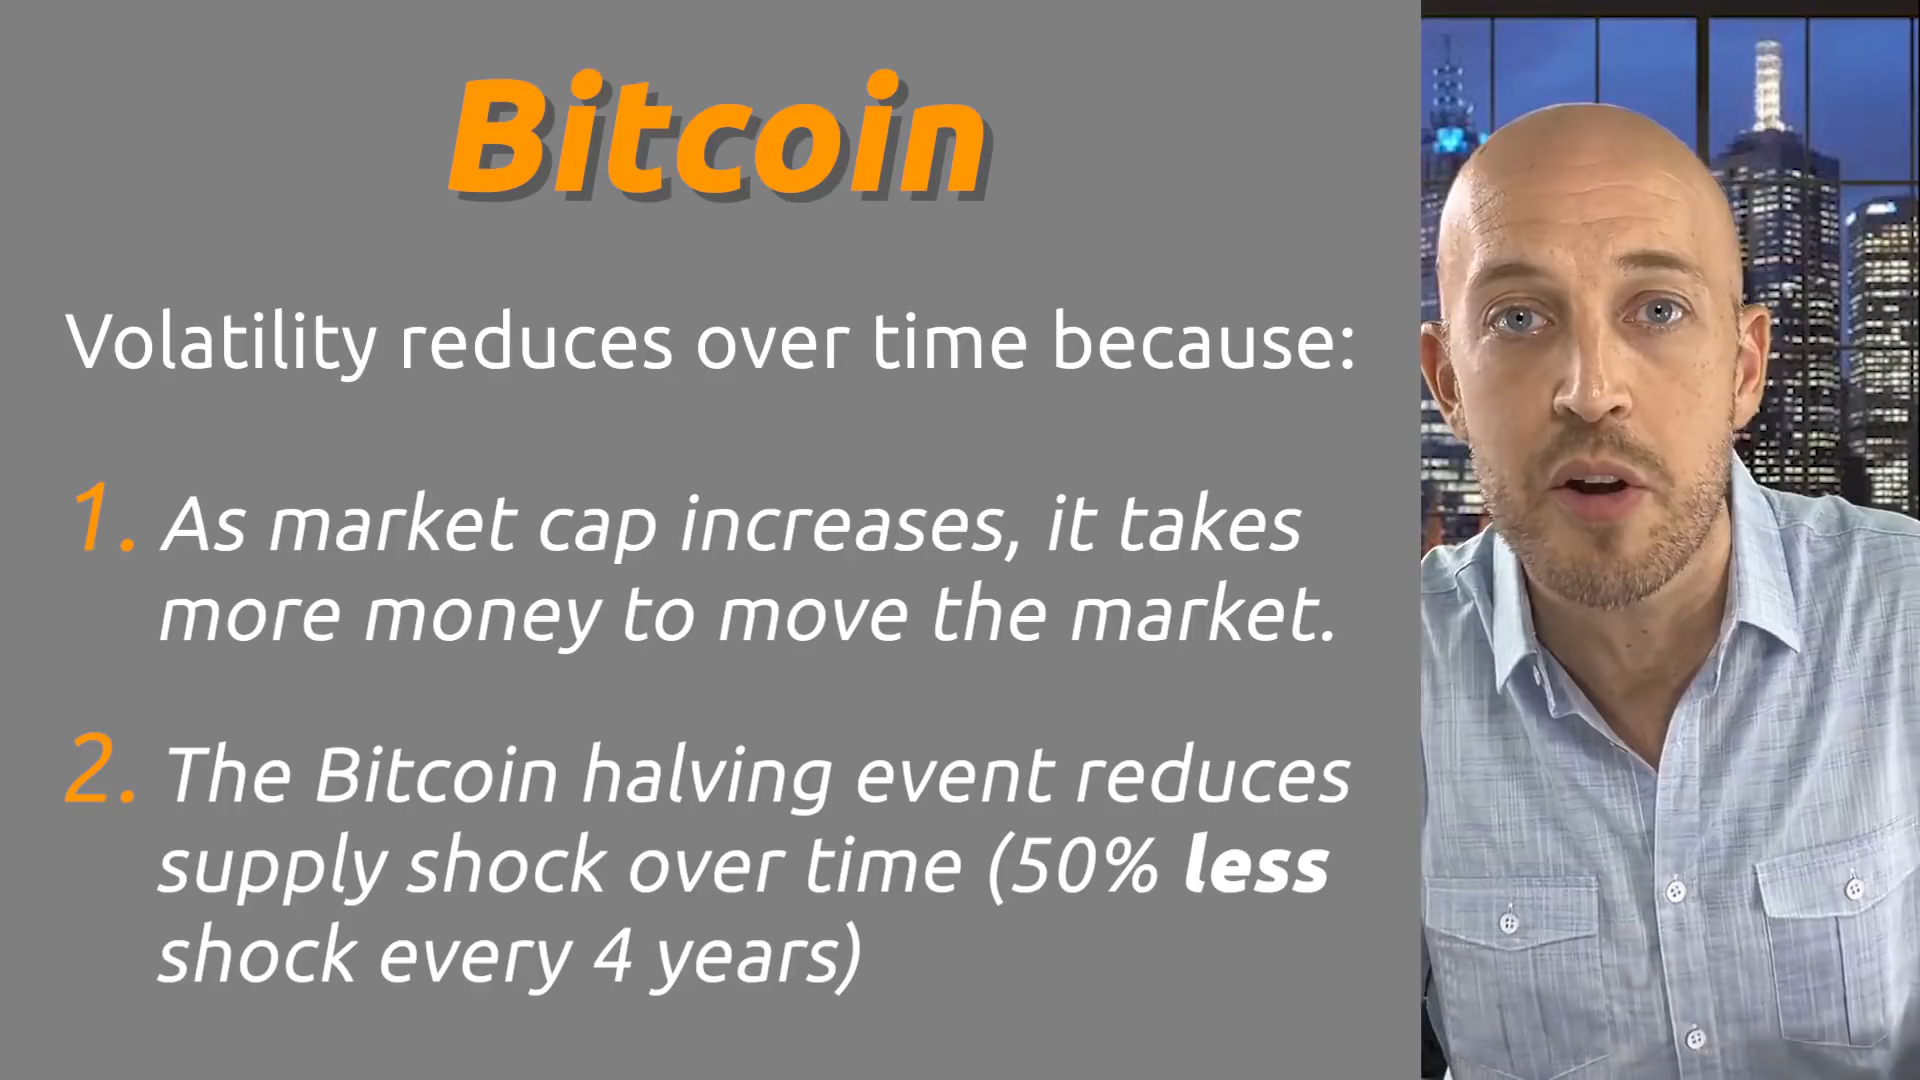 Bitcoin
Volatility reduces over time because:
1. As market cap increases, it takes
more money to move the market.
2. The Bitcoin halving event reduces
supply shock over time (50% less
shock every 4 years)